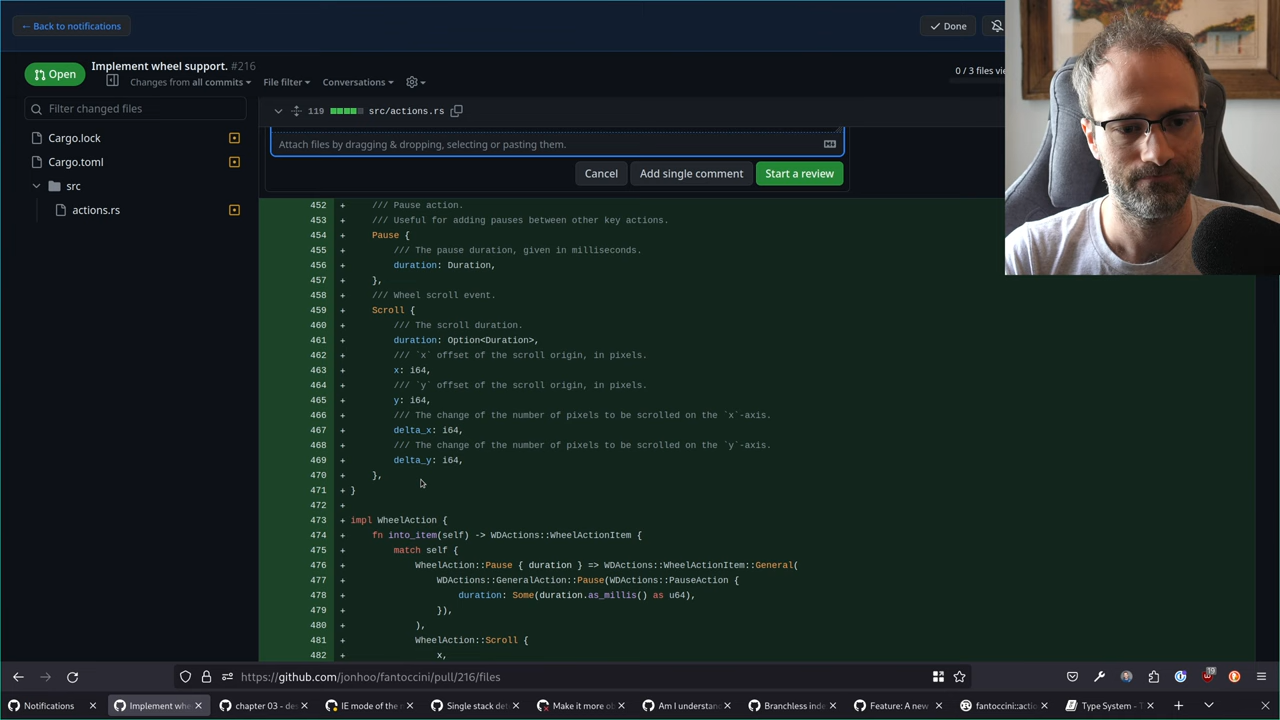 ← Back to notifications
Done
Open
Implement wheel support. #216
Changes from all commits
File filter
Conversations
0 / 3 files vie
Filter changed files
119
src/actions.rs
Cargo.lock
Cargo.toml
src
actions.rs
Attach files by dragging & dropping, selecting or pasting them.
Cancel
Add single comment
Start a review
452 + /// Pause action.
453 + /// Useful for adding pauses between other key actions.
454 + Pause {
455 + /// The pause duration, given in milliseconds.
456 + duration: Duration,
457 + },
458 + /// Wheel scroll event.
459 + Scroll {
460 + /// The scroll duration.
461 + duration: Option<Duration>,
462 + /// `x` offset of the scroll origin, in pixels.
463 + x: i64,
464 + /// `y` offset of the scroll origin, in pixels.
465 + y: i64,
466 + /// The change of the number of pixels to be scrolled on the `x`-axis.
467 + delta_x: i64,
468 + /// The change of the number of pixels to be scrolled on the `y`-axis.
469 + delta_y: i64,
470 + },
471 + }
472 +
473 + impl WheelAction {
474 + fn into_item(self) -> WDActions::WheelActionItem {
475 + match self {
476 + WheelAction::Pause { duration } => WDActions::WheelActionItem::General(
477 + WDActions::GeneralAction::Pause(WDActions::PauseAction {
478 + duration: Some(duration.as_millis() as u64),
479 + }),
480 + ),
481 + WheelAction::Scroll {
482 + x,
https://github.com/jonhoo/fantoccini/pull/216/files
19
Notifications
Implement whe
chapter 03 - de
IE mode of the r
Single stack det
Make it more ob
Am I understan
Branchless inde
Feature: A new
fantoccini::actio
Type System - T